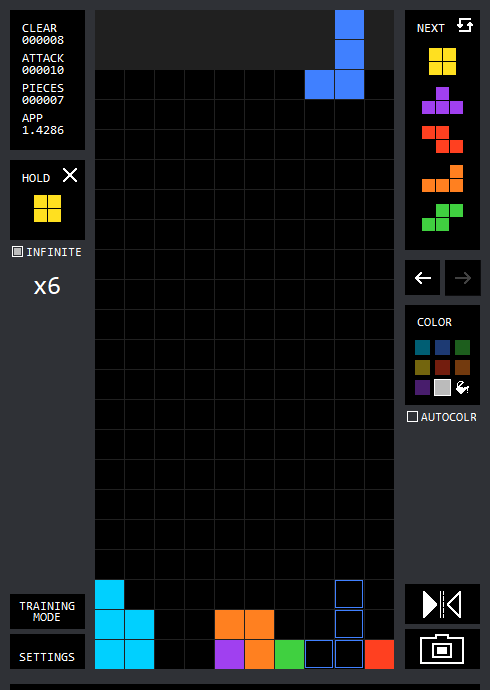 CLEAR
000008
ATTACK
000010
PIECES
000007
APP
1.4286
HOLD
INFINITE
x6
TRAINING
MODE
SETTINGS
NEXT
COLOR
AUTOCOLR